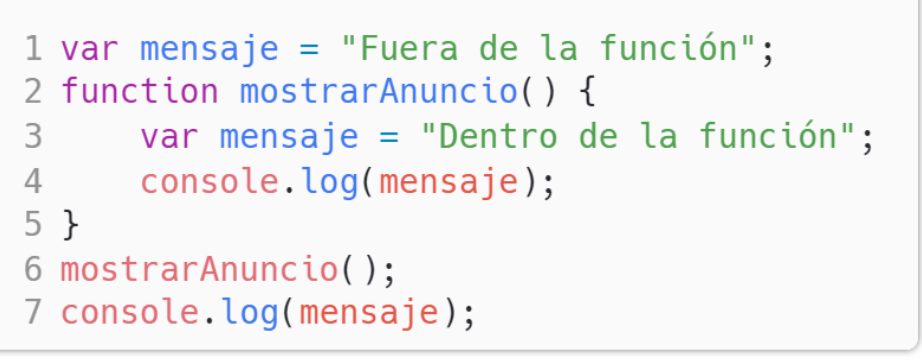 1 var mensaje = "Fuera de la función";
2 function mostrarAnuncio() {
3     var mensaje = "Dentro de la función";
4     console.log(mensaje);
5 }
6 mostrarAnuncio();
7 console.log(mensaje);